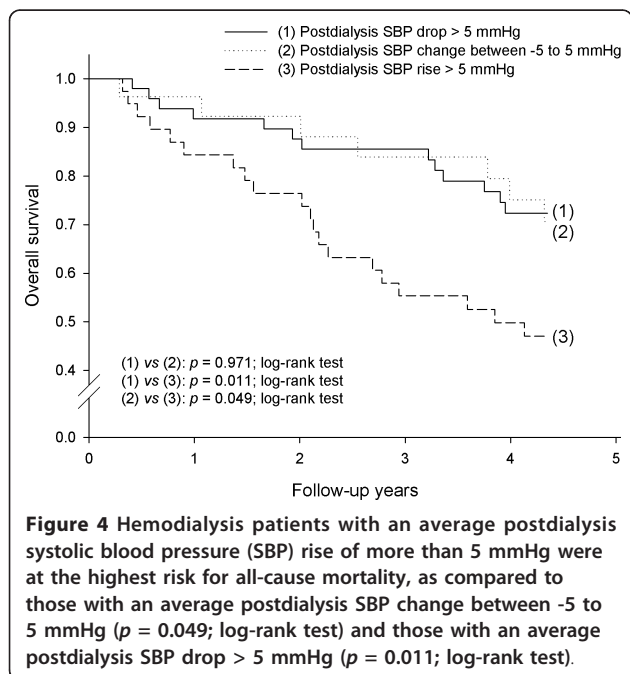 (1) Postdialysis SBP drop > 5 mmHg
(2) Postdialysis SBP change between -5 to 5 mmHg
(3) Postdialysis SBP rise > 5 mmHg
1.0
0.9
0.8
0.7
0.6
0.5
0.4
0.0
Overall survival
(1)
(2)
(3)
(1) vs (2): p = 0.971; log-rank test
(1) vs (3): p = 0.011; log-rank test
(2) vs (3): p = 0.049; log-rank test
0 1 2 3 4 5
Follow-up years
Figure 4 Hemodialysis patients with an average postdialysis
systolic blood pressure (SBP) rise of more than 5 mmHg were
at the highest risk for all-cause mortality, as compared to
those with an average postdialysis SBP change between -5 to
5 mmHg (p = 0.049; log-rank test) and those with an average
postdialysis SBP drop > 5 mmHg (p = 0.011; log-rank test).